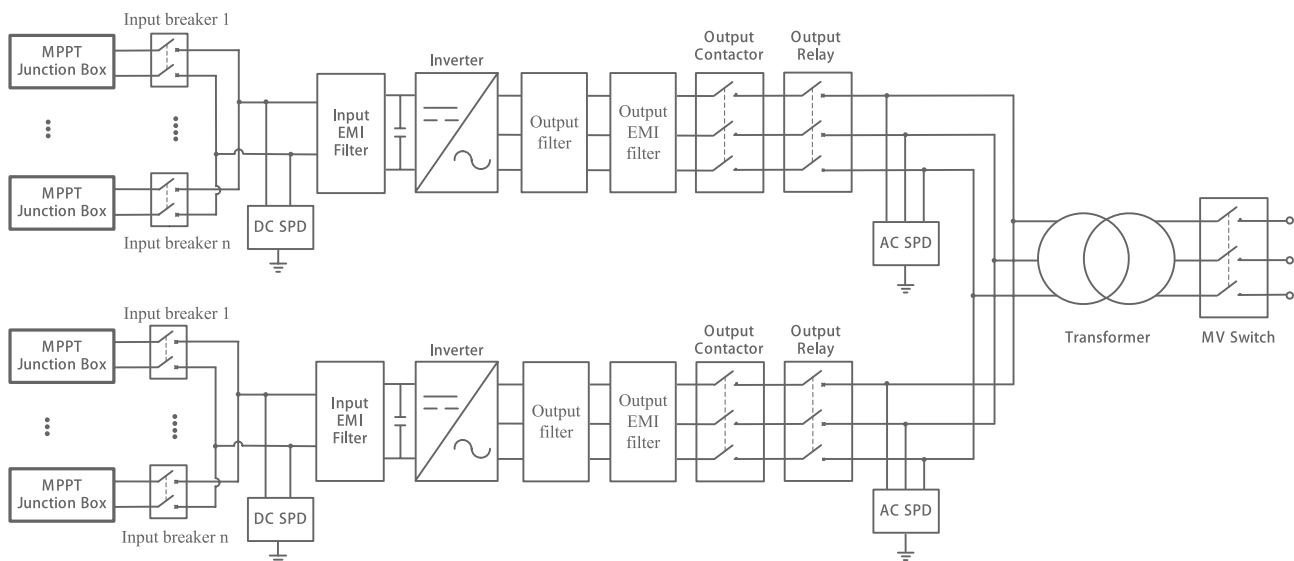 Input breaker 1
MPPT
Junction Box
MPPT
Junction Box
Input breaker n
DC SPD
Input
EMI
Filter
Inverter
Output
filter
Output
EMI
filter
Output
Contactor
Output
Relay
AC SPD
Transformer
MV Switch
Input breaker 1
MPPT
Junction Box
MPPT
Junction Box
Input breaker n
DC SPD
Input
EMI
Filter
Inverter
Output
filter
Output
EMI
filter
Output
Contactor
Output
Relay
AC SPD